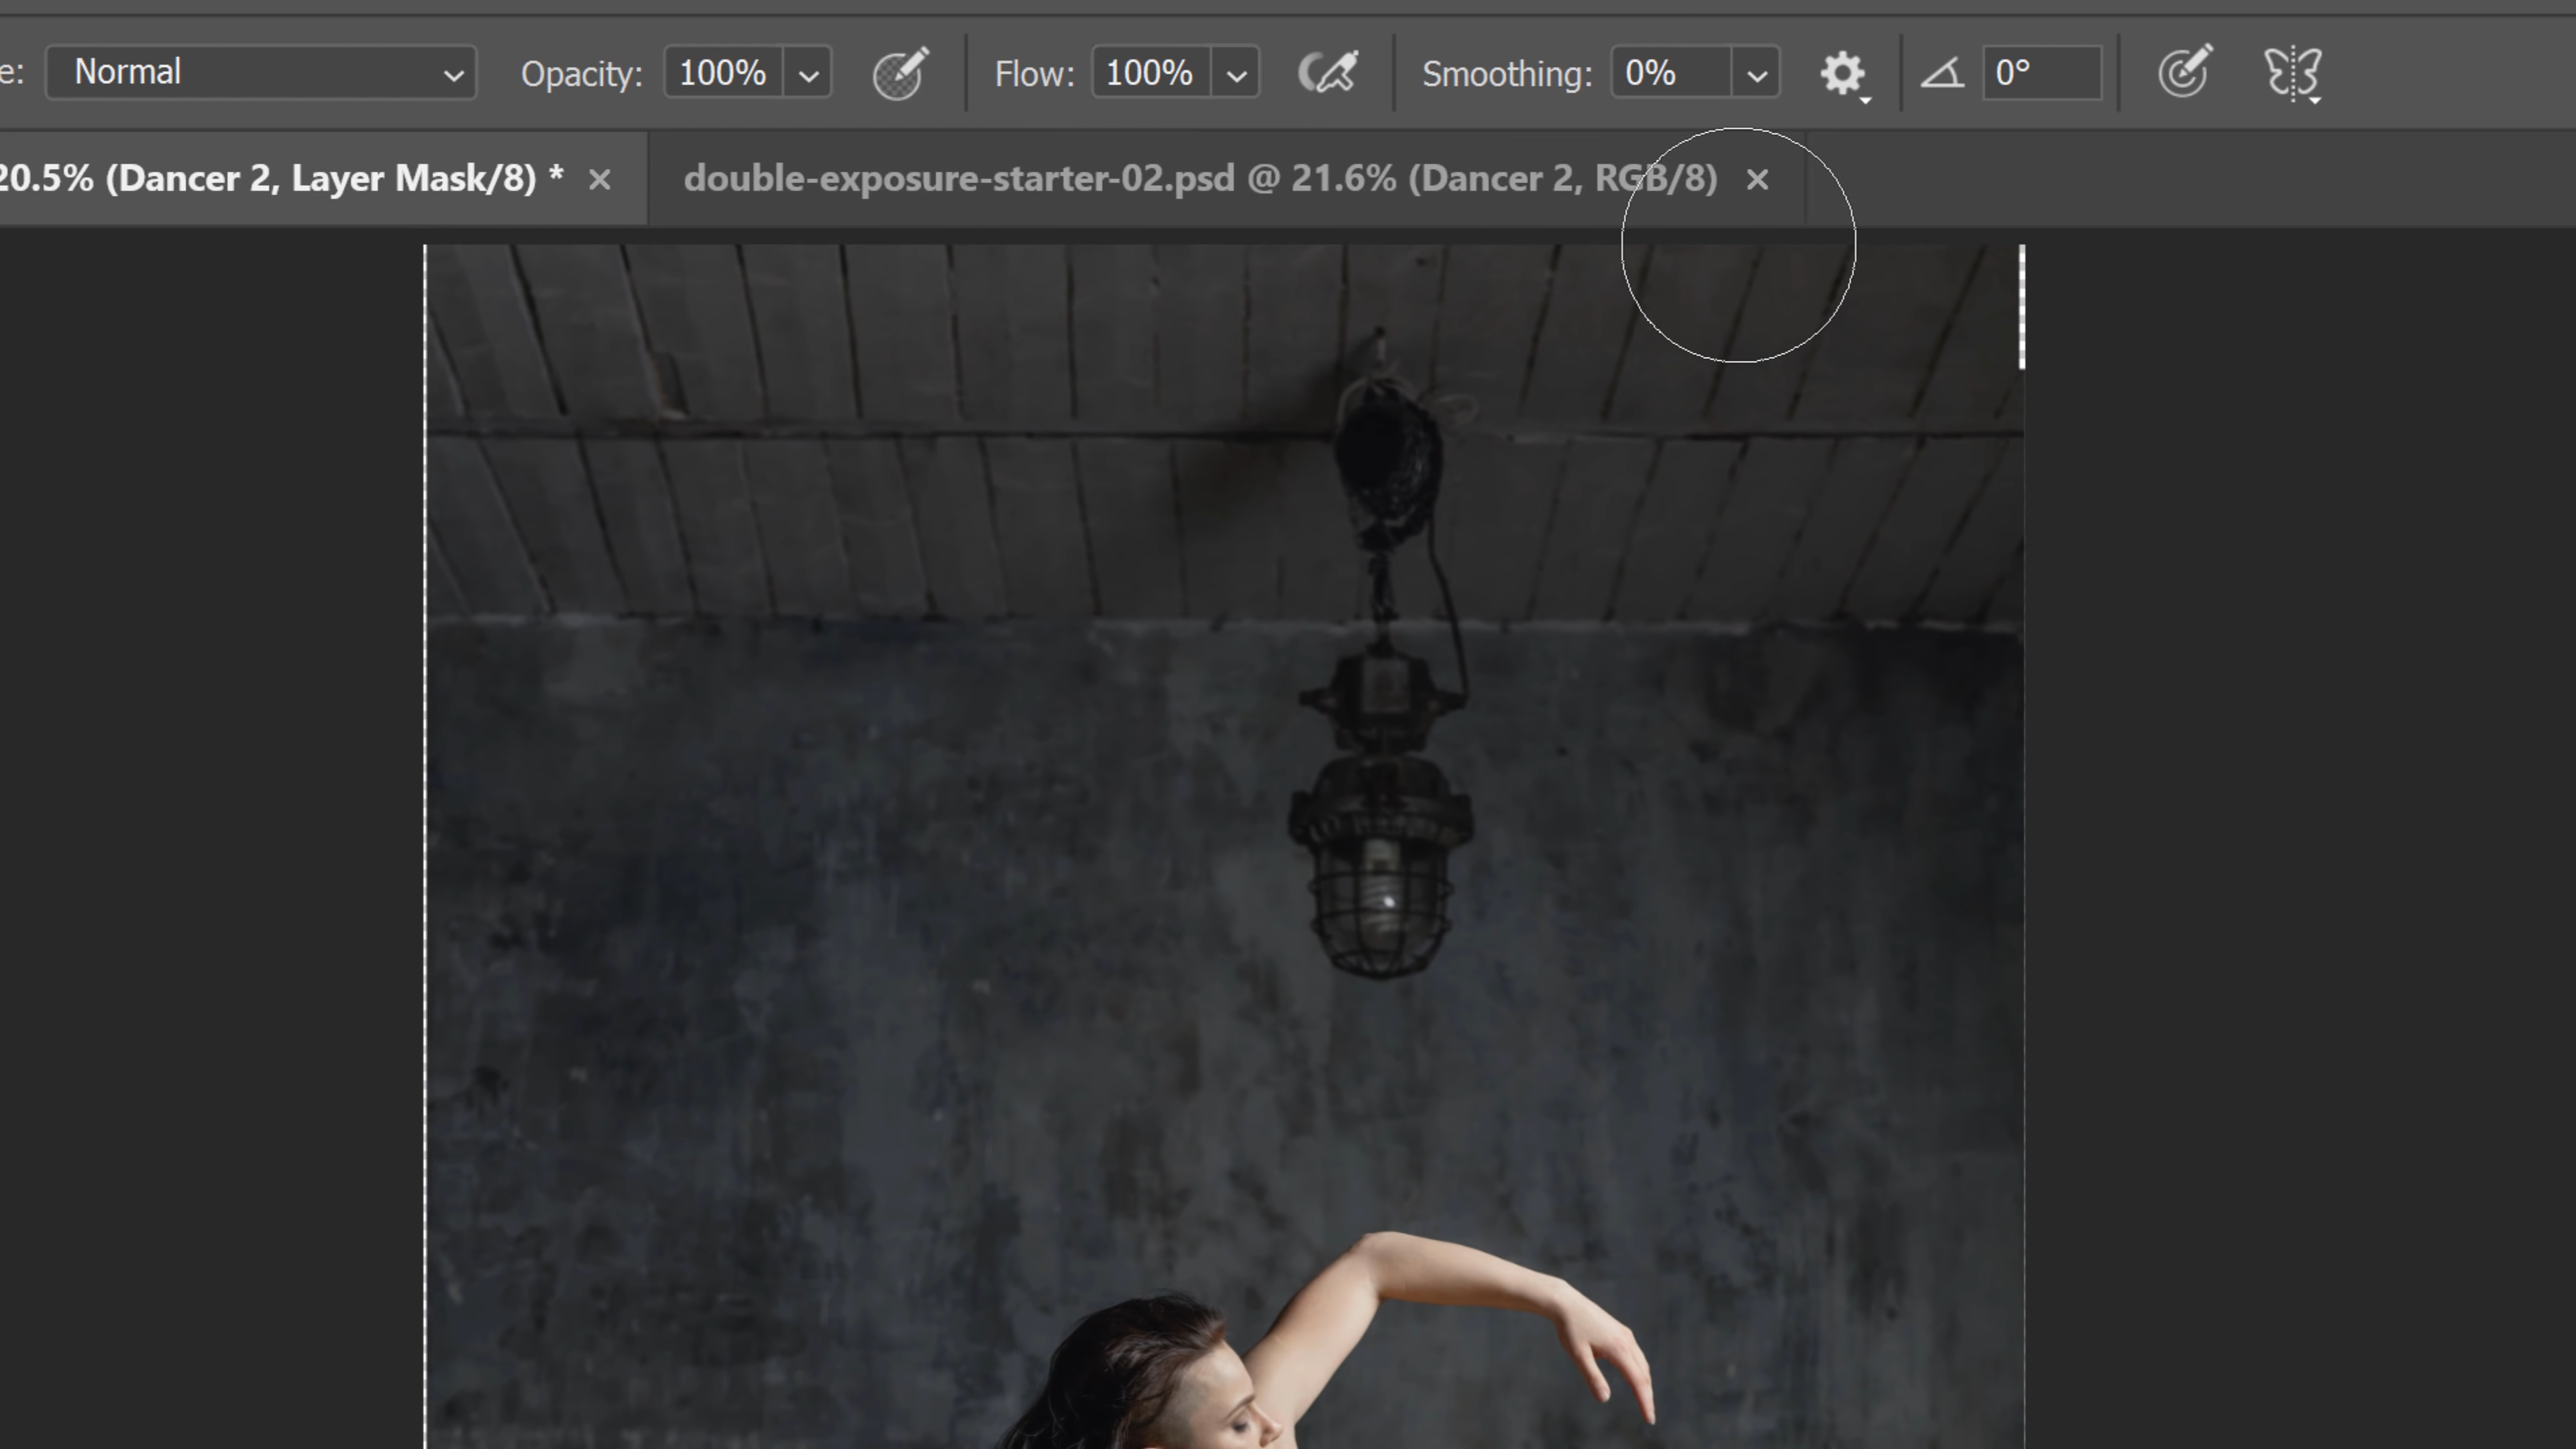 e: Normal Opacity: 100% Flow: 100% Smoothing: 0% 0°
20.5% (Dancer 2, Layer Mask/8) * × double-exposure-starter-02.psd @ 21.6% (Dancer 2, RGB/8) ×